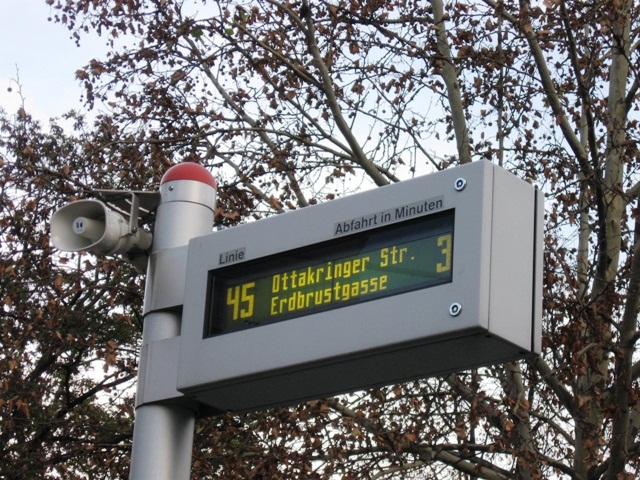 Linie
Abfahrt in Minuten
45 Ottakringer Str. 3
Erdbrustgasse